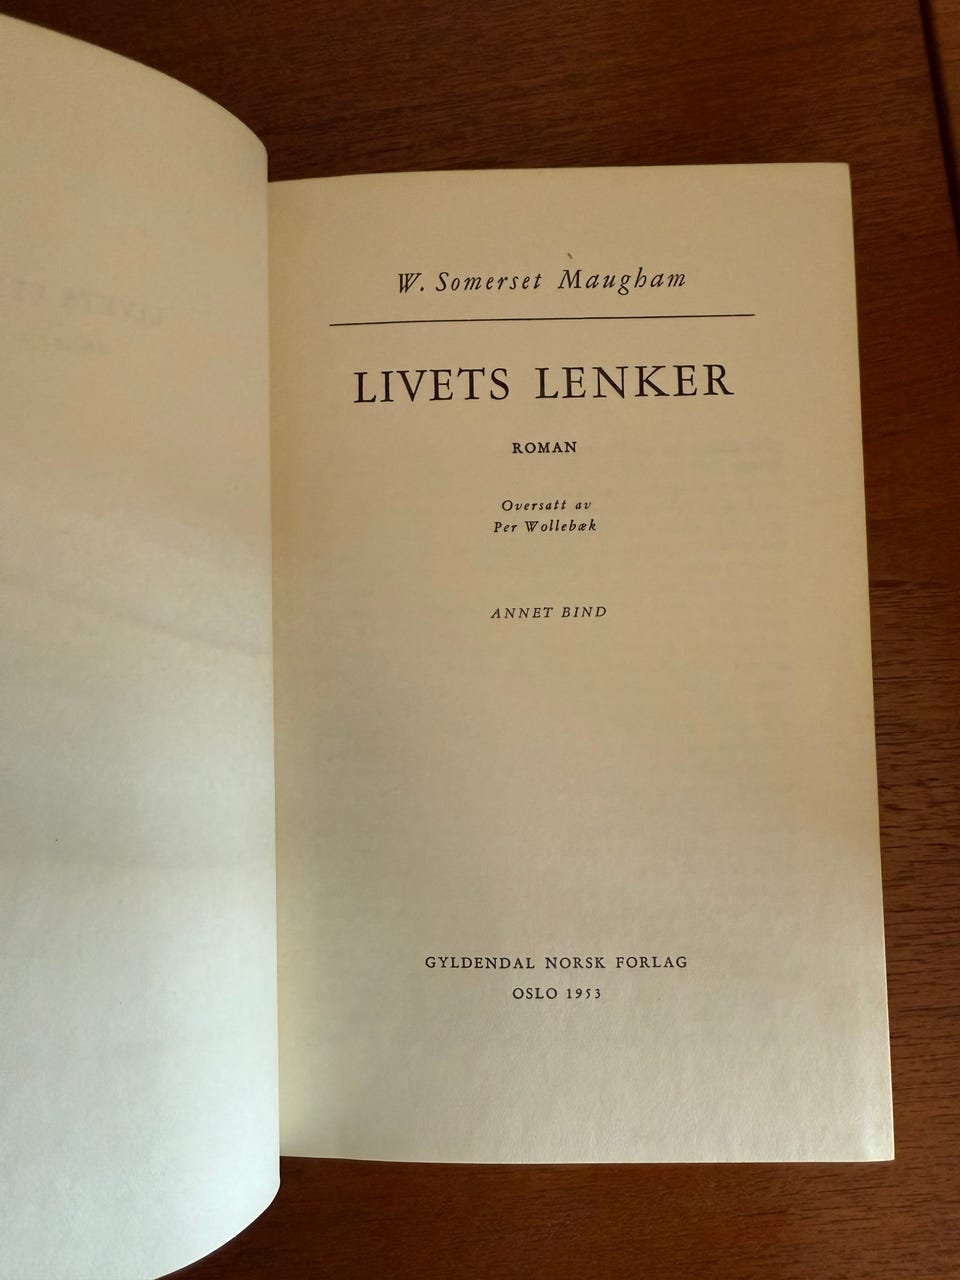 W. Somerset Maugham
LIVETS LENKER
ROMAN
Oversatt av
Per Wollebæk
ANNET BIND
GYLDENDAL NORSK FORLAG
OSLO 1953